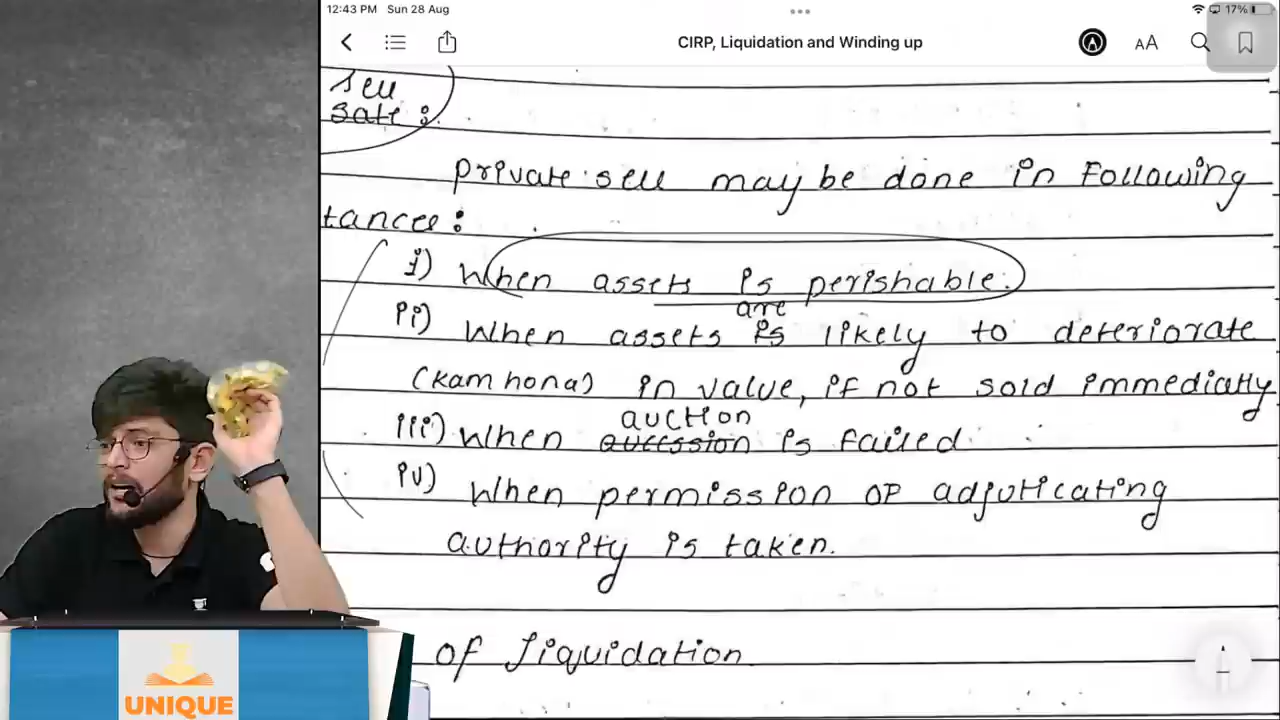 12:43 PM Sun 28 Aug
17%
CIRP, Liquidation and Winding up
AA
sell
sale:
private sell may be done in Following
tances:
i) When assets is perishable.
are
ii) When assets is likely to deteriorate
(kam hona) in value, if not sold immediatly
auction
iii) When is failed.
iv) When permission of adjuticating
authority is taken.
of liquidation
UNIQUE